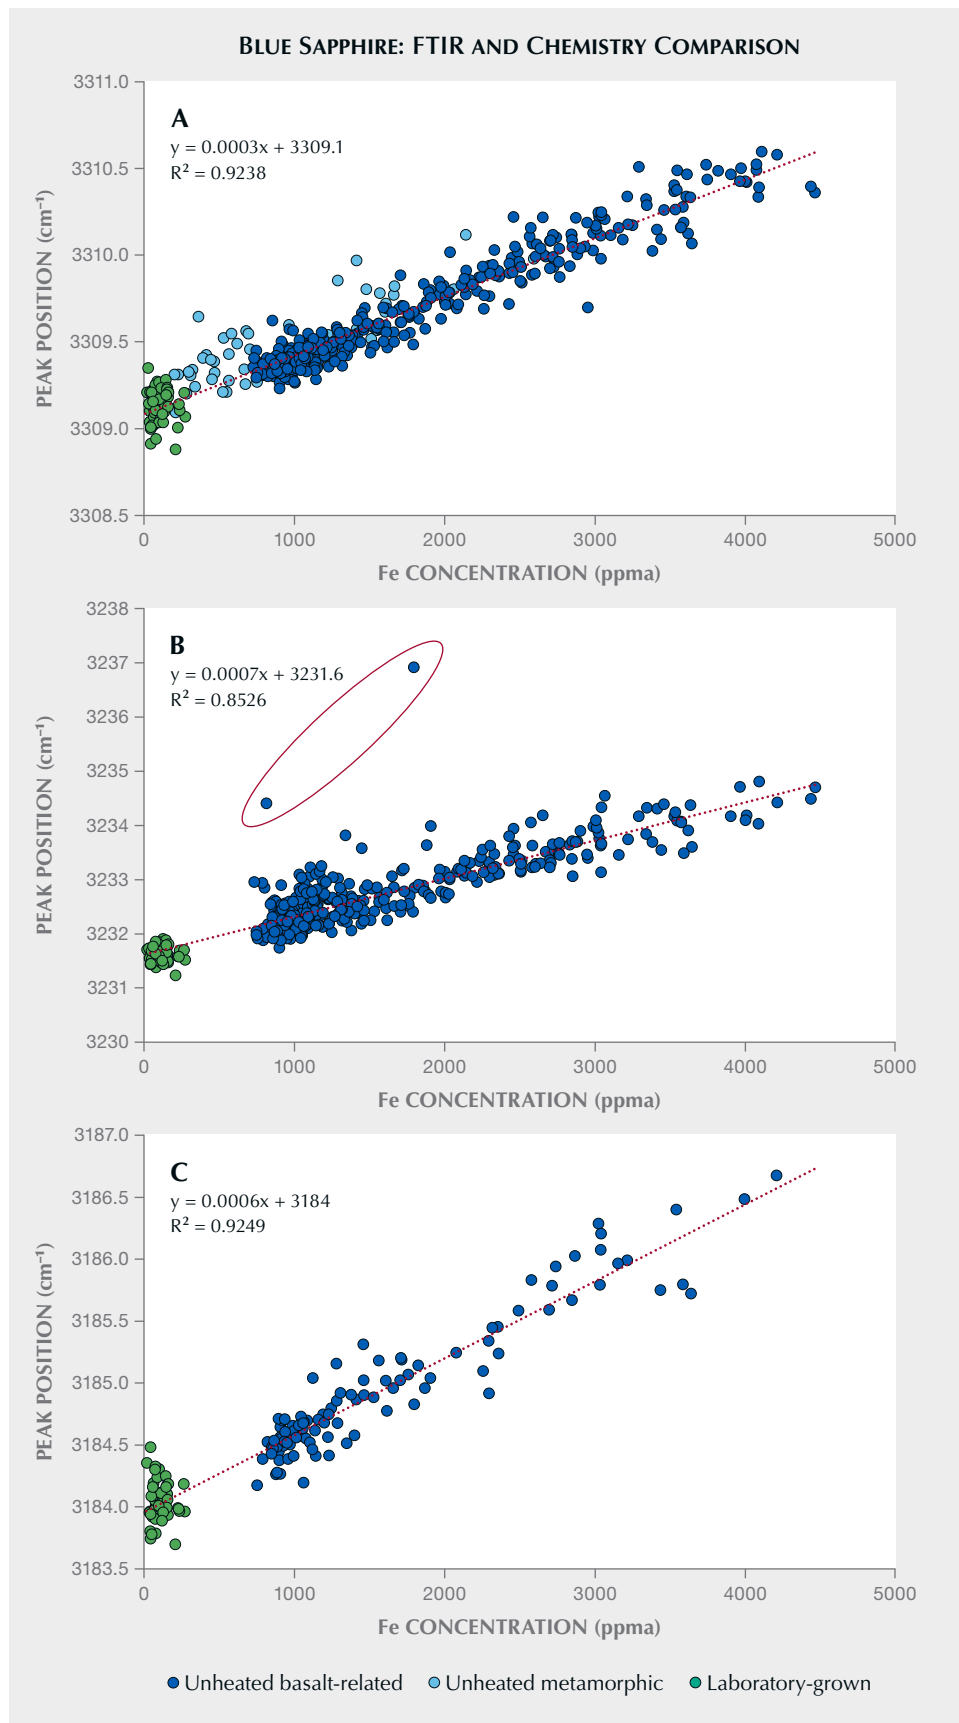 BLUE SAPPHIRE: FTIR AND CHEMISTRY COMPARISON
3311.0
3310.5
3310.0
3309.5
3309.0
3308.5
PEAK POSITION (cm⁻¹)
A
y = 0.0003x + 3309.1
R² = 0.9238
0 1000 2000 3000 4000 5000
Fe CONCENTRATION (ppma)
3238
3237
3236
3235
3234
3233
3232
3231
3230
PEAK POSITION (cm⁻¹)
B
y = 0.0007x + 3231.6
R² = 0.8526
0 1000 2000 3000 4000 5000
Fe CONCENTRATION (ppma)
3187.0
3186.5
3186.0
3185.5
3185.0
3184.5
3184.0
3183.5
PEAK POSITION (cm⁻¹)
C
y = 0.0006x + 3184
R² = 0.9249
0 1000 2000 3000 4000 5000
Fe CONCENTRATION (ppma)
Unheated basalt-related Unheated metamorphic Laboratory-grown